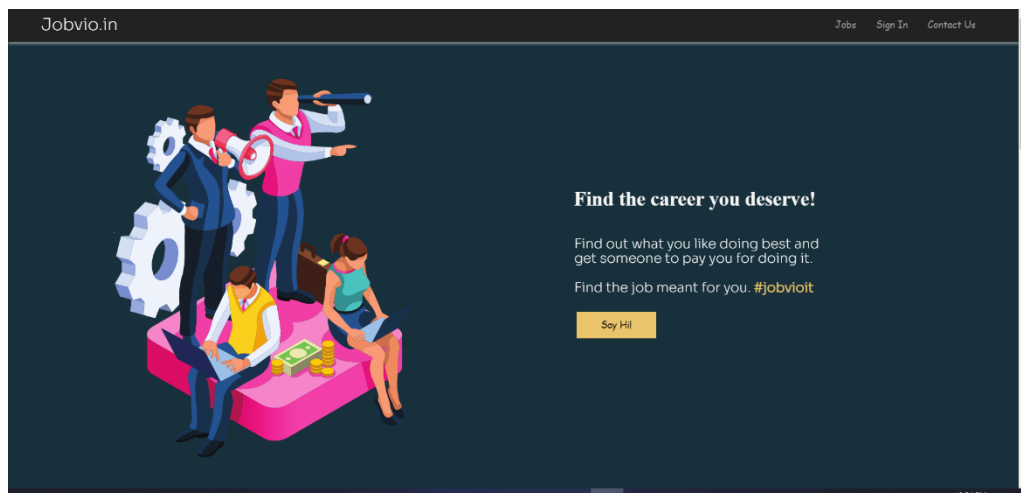 Jobvio.in
Jobs Sign In Contact Us
Find the career you deserve!
Find out what you like doing best and
get someone to pay you for doing it.
Find the job meant for you. #jobvioit
Say Hi!